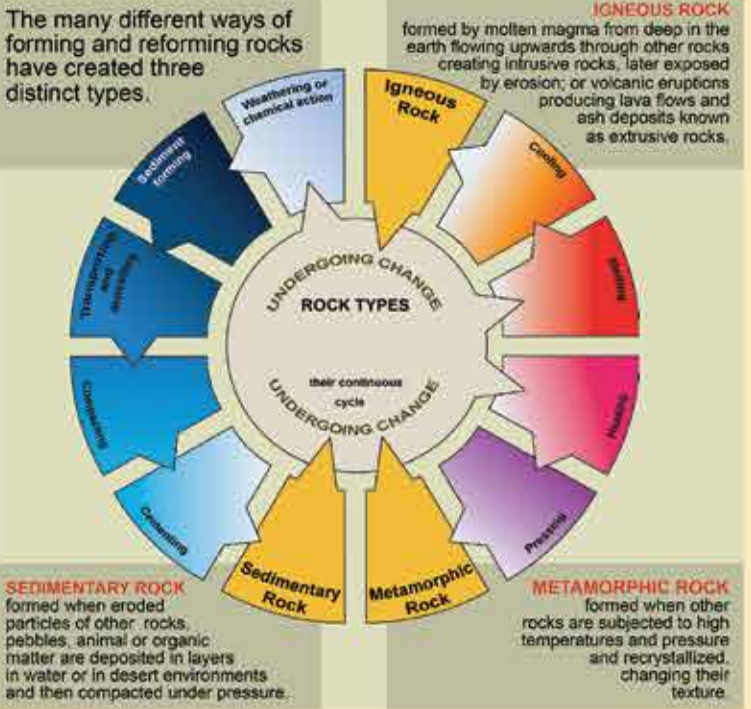 The many different ways of
forming and reforming rocks
have created three
distinct types.
IGNEOUS ROCK
formed by molten magma from deep in the
earth flowing upwards through other rocks
creating intrusive rocks, later exposed
by erosion; or volcanic eruptions
producing lava flows and
ash deposits known
as extrusive rocks.
Weathering or
chemical action
Igneous
Rock
Cooling
Melting
Heating
Pressing
Metamorphic
Rock
Sedimentary
Rock
Cementing
Compacting
Transporting
and
depositing
Sediment
forming
UNDERGOING CHANGE
ROCK TYPES
their continuous
cycle
UNDERGOING CHANGE
SEDIMENTARY ROCK
formed when eroded
particles of other rocks,
pebbles, animal or organic
matter are deposited in layers
in water or in desert environments
and then compacted under pressure.
METAMORPHIC ROCK
formed when other
rocks are subjected to high
temperatures and pressure
and recrystallized,
changing their
texture.